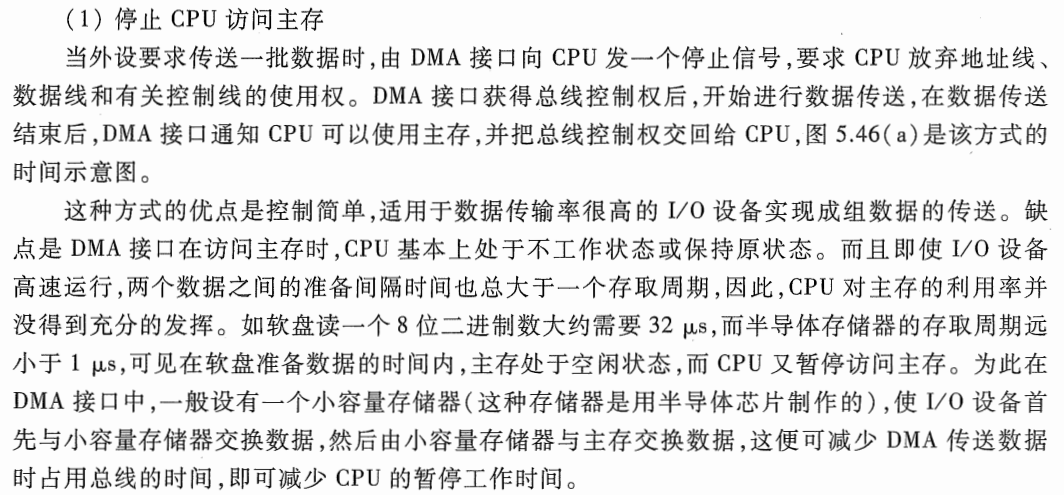 (1) 停止 CPU 访问主存
当外设要求传送一批数据时,由 DMA 接口向 CPU 发一个停止信号,要求 CPU 放弃地址线、
数据线和有关控制线的使用权。DMA 接口获得总线控制权后,开始进行数据传送,在数据传送
结束后,DMA 接口通知 CPU 可以使用主存,并把总线控制权交回给 CPU,图 5.46(a)是该方式的
时间示意图。
这种方式的优点是控制简单,适用于数据传输率很高的 I/O 设备实现成组数据的传送。缺
点是 DMA 接口在访问主存时,CPU 基本上处于不工作状态或保持原状态。而且即使 I/O 设备
高速运行,两个数据之间的准备间隔时间也总大于一个存取周期,因此,CPU 对主存的利用率并
没得到充分的发挥。如软盘读一个 8 位二进制数大约需要 32 μs,而半导体存储器的存取周期远
小于 1 μs,可见在软盘准备数据的时间内,主存处于空闲状态,而 CPU 又暂停访问主存。为此在
DMA 接口中,一般设有一个小容量存储器(这种存储器是用半导体芯片制作的),使 I/O 设备首
先与小容量存储器交换数据,然后由小容量存储器与主存交换数据,这便可减少 DMA 传送数据
时占用总线的时间,即可减少 CPU 的暂停工作时间。